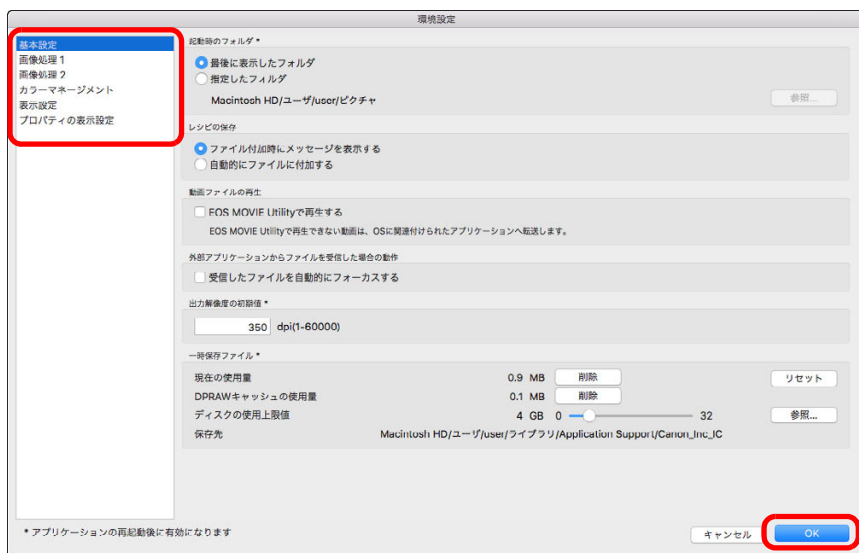 環境設定
基本設定
画像処理 1
画像処理 2
カラーマネージメント
表示設定
プロパティの表示設定
起動時のフォルダ *
最後に表示したフォルダ
指定したフィルダ
Macintosh HD/ユーザ/user/ピクチャ
参照...
レシピの保存
ファイル付加時にメッセージを表示する
自動的にファイルに付加する
動画ファイルの再生
EOS MOVIE Utilityで再生する
EOS MOVIE Utilityで再生できない動画は、OSに関連付けられたアプリケーションへ転送します。
外部アプリケーションからファイルを受信した場合の動作
受信したファイルを自動的にフォーカスする
出力解像度の初期値 *
350 dpi(1-60000)
一時保存ファイル *
現在の使用量 0.9 MB 削除 リセット
DPRAWキャッシュの使用量 0.1 MB 削除
ディスクの使用上限値 4 GB 0 32 参照...
保存先 Macintosh HD/ユーザ/user/ライブラリ/Application Support/Canon_Inc_IC
* アプリケーションの再起動後に有効になります
キャンセル OK